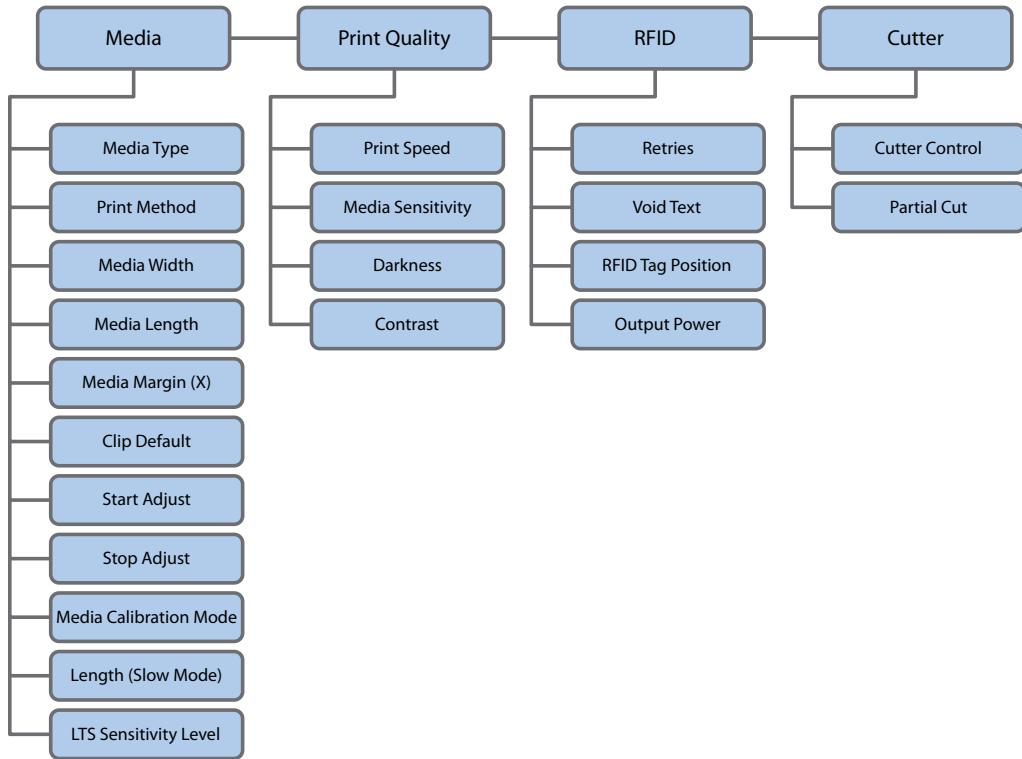 Media
Print Quality
RFID
Cutter
Media Type
Print Method
Media Width
Media Length
Media Margin (X)
Clip Default
Start Adjust
Stop Adjust
Media Calibration Mode
Length (Slow Mode)
LTS Sensitivity Level
Print Speed
Media Sensitivity
Darkness
Contrast
Retries
Void Text
RFID Tag Position
Output Power
Cutter Control
Partial Cut